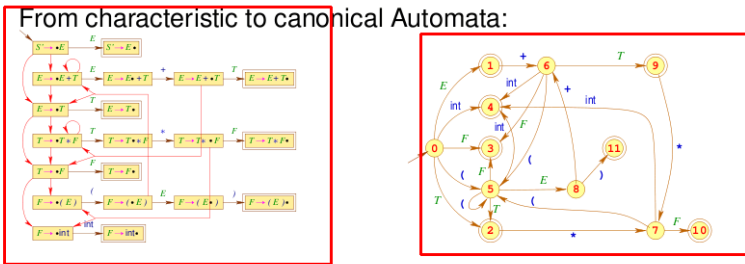 From characteristic to canonical Automata:
S'→•E E S'→E•
E→•E+T E E→E•+T + E→E+•T T E→E+T•
E→•T T E→T•
T→•T*F T T→T•*F * T→T*•F F T→T*F•
T→•F F T→F•
F→•(E) ( F→(•E) E F→(E•) ) F→(E)•
F→•int int F→int•
1 + 6 T 9
E int + int
int 4 int F
0 F 3 11
( F ( )
( 5 E 8 *
T T (
2 * 7 F 10